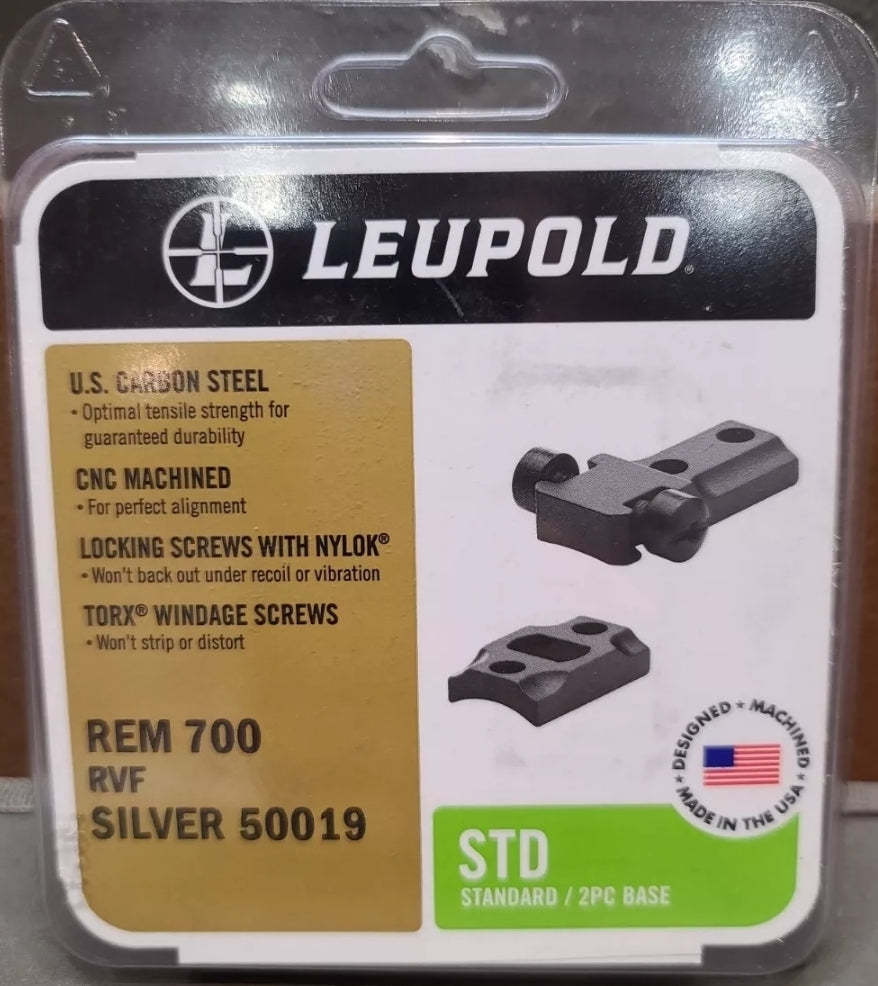 LEUPOLD®
U.S. CARBON STEEL
• Optimal tensile strength for
guaranteed durability
CNC MACHINED
• For perfect alignment
LOCKING SCREWS WITH NYLOK®
• Won't back out under recoil or vibration
TORX® WINDAGE SCREWS
• Won't strip or distort
REM 700
RVF
SILVER 50019
DESIGNED ★ MACHINED ★ MADE IN THE USA ★
STD
STANDARD / 2PC BASE